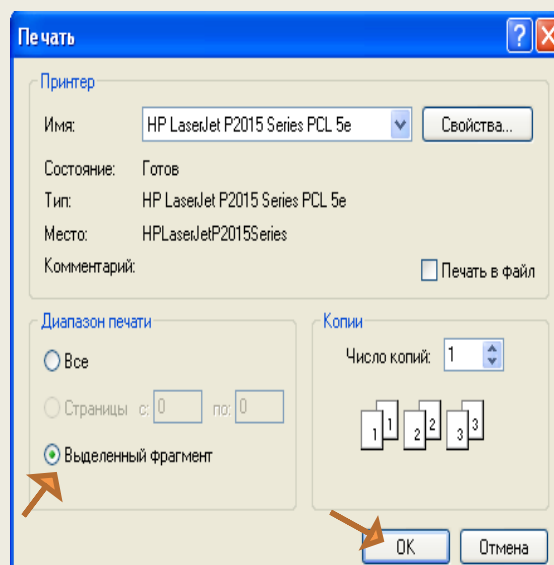 Печать
Принтер
Имя: HP LaserJet P2015 Series PCL 5e Свойства...
Состояние: Готов
Тип: HP LaserJet P2015 Series PCL 5e
Место: HPLaserJetP2015Series
Комментарий: Печать в файл
Диапазон печати
Все
Страницы с: 0 по: 0
Выделенный фрагмент
Копии
Число копий: 1
1 1 2 2 3 3
OK Отмена